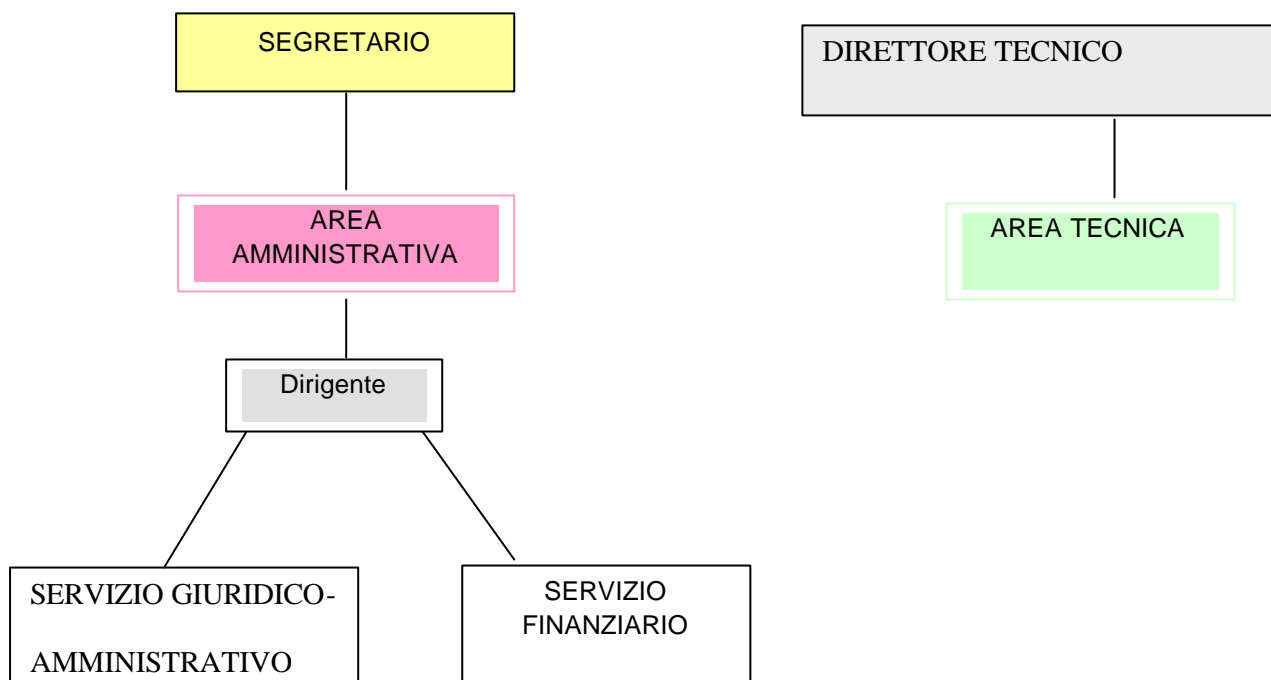 SEGRETARIO
DIRETTORE TECNICO
AREA
AMMINISTRATIVA
AREA TECNICA
Dirigente
SERVIZIO GIURIDICO-
AMMINISTRATIVO
SERVIZIO
FINANZIARIO